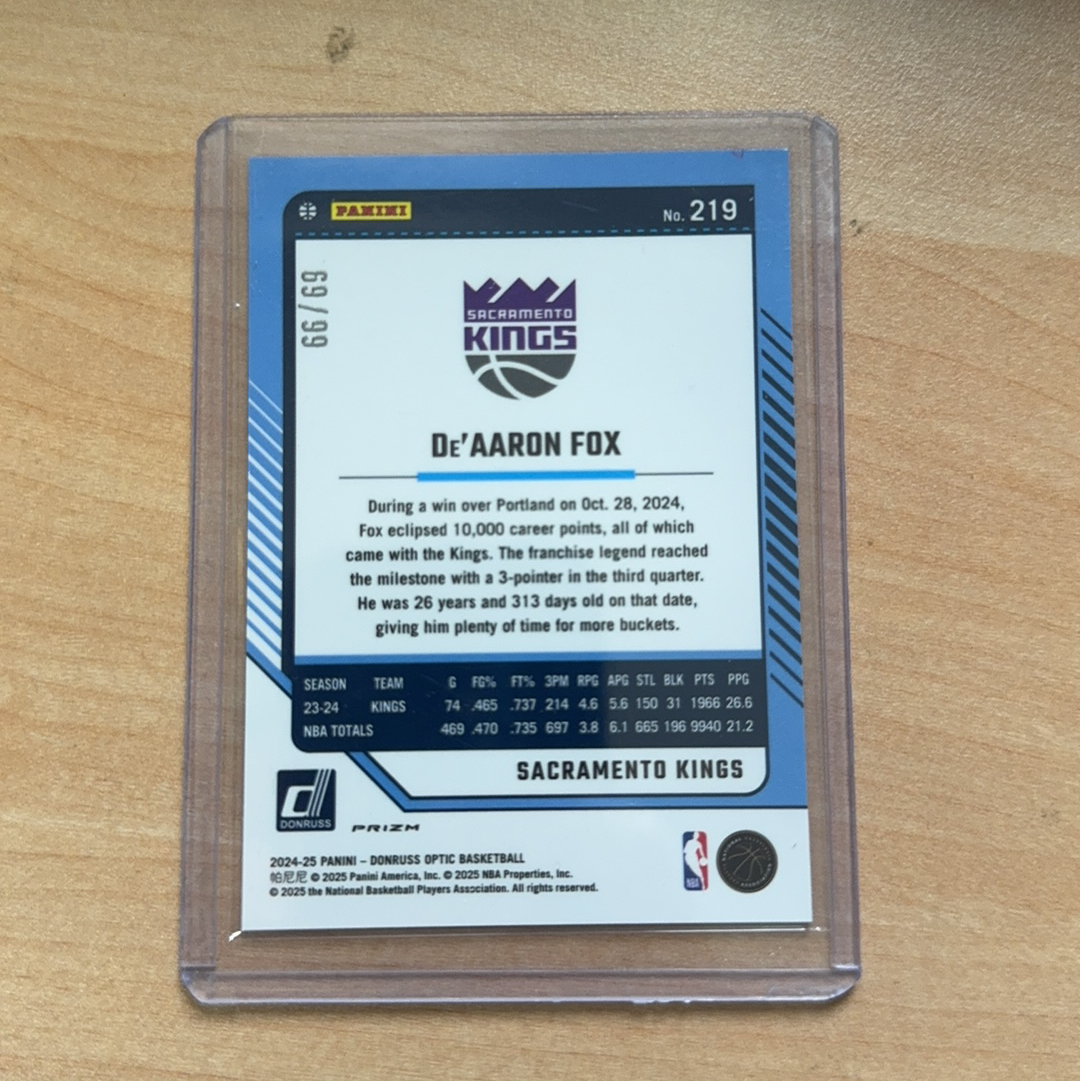 PANINI
No. 219
69/99
SACRAMENTO
KINGS
De'AARON FOX
During a win over Portland on Oct. 28, 2024,
Fox eclipsed 10,000 career points, all of which
came with the Kings. The franchise legend reached
the milestone with a 3-pointer in the third quarter.
He was 26 years and 313 days old on that date,
giving him plenty of time for more buckets.
SEASON TEAM G FG% FT% 3PM RPG APG STL BLK PTS PPG
23-24 KINGS 74 .465 .737 214 4.6 5.6 150 31 1966 26.6
NBA TOTALS 469 .470 .735 697 3.8 6.1 665 196 9940 21.2
SACRAMENTO KINGS
d
DONRUSS
PRIZM
2024-25 PANINI – DONRUSS OPTIC BASKETBALL
帕尼尼 © 2025 Panini America, Inc. © 2025 NBA Properties, Inc.
© 2025 the National Basketball Players Association. All rights reserved.
NBA